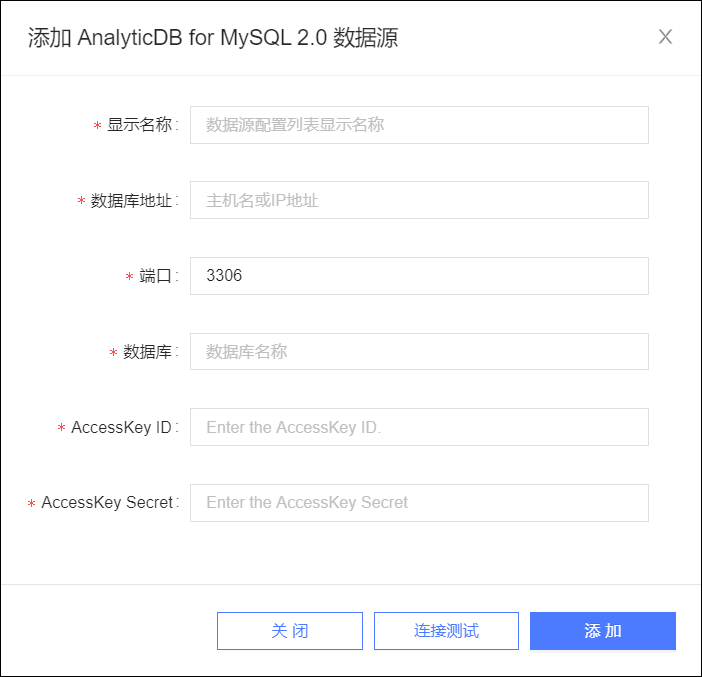 添加 AnalyticDB for MySQL 2.0 数据源
* 显示名称: 数据源配置列表显示名称
* 数据库地址: 主机名或IP地址
* 端口: 3306
* 数据库: 数据库名称
* AccessKey ID: Enter the AccessKey ID.
* AccessKey Secret: Enter the AccessKey Secret
关 闭 连接测试 添 加